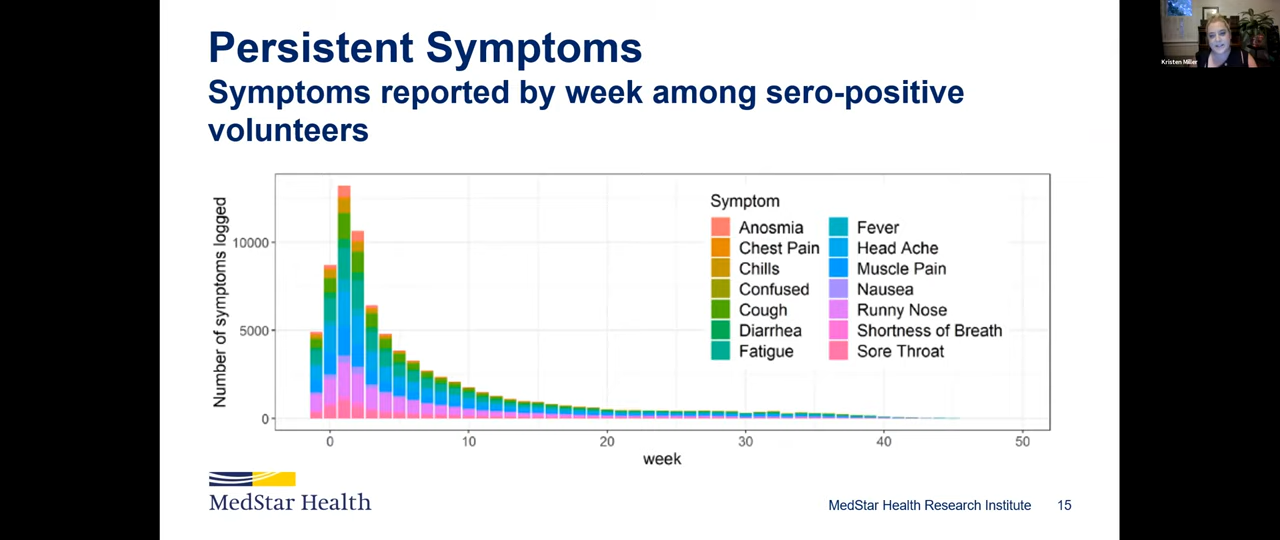 Persistent Symptoms
Symptoms reported by week among sero-positive
volunteers
Kristen Miller
Number of symptoms logged
10000
5000
0
Symptom
Anosmia
Chest Pain
Chills
Confused
Cough
Diarrhea
Fatigue
Fever
Head Ache
Muscle Pain
Nausea
Runny Nose
Shortness of Breath
Sore Throat
0 10 20 30 40 50
week
MedStar Health
MedStar Health Research Institute 15